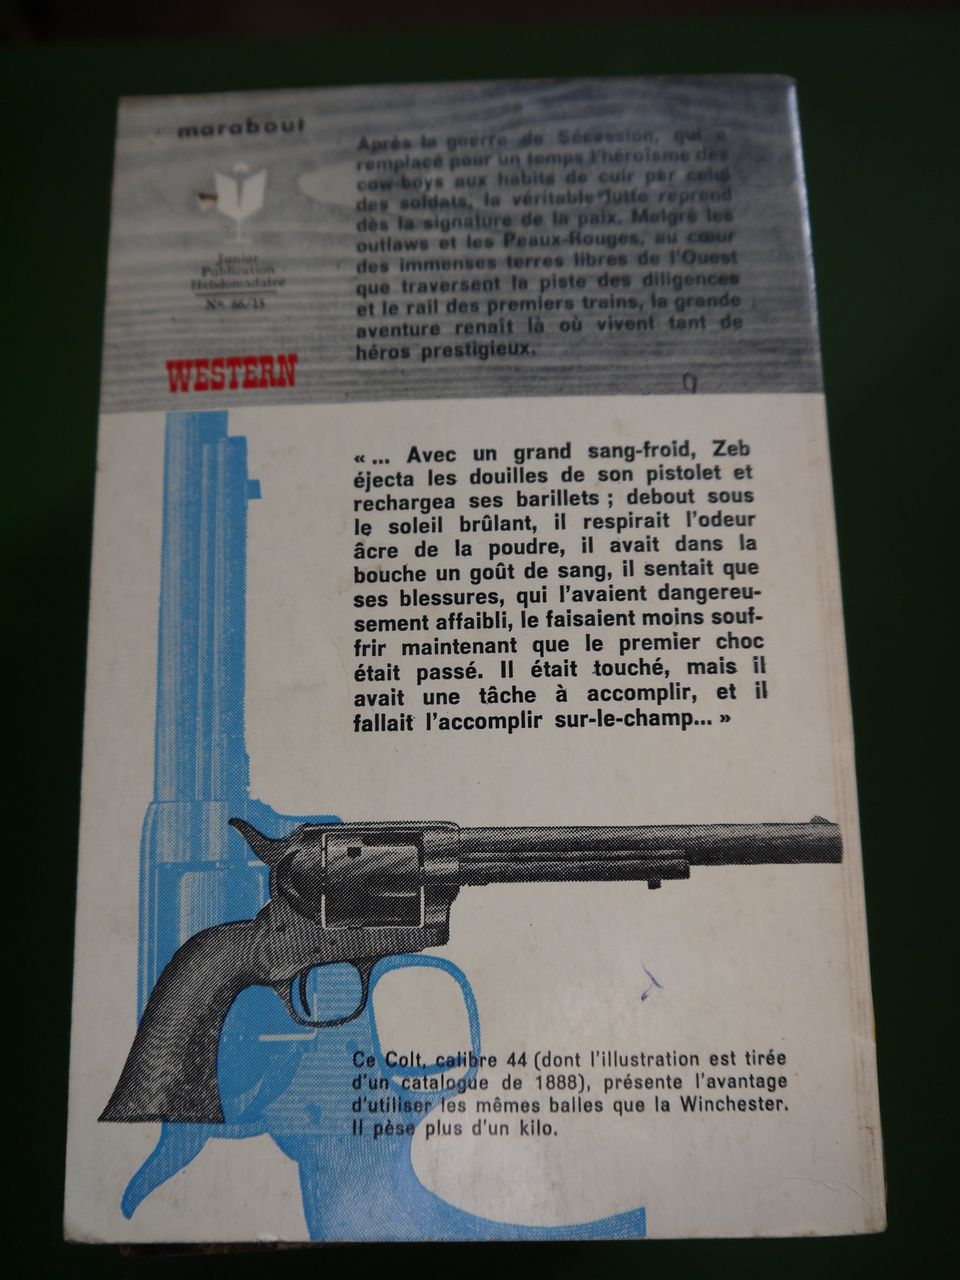 marabout
Junior
Publication
Hebdomadaire
Nº. 66/15
WESTERN
Après la guerre de Sécession, qui a
remplacé pour un temps l'héroïsme des
cow-boys aux habits de cuir par celui
des soldats, la véritable lutte reprend
dès la signature de la paix. Malgré les
outlaws et les Peaux-Rouges, au cœur
des immenses terres libres de l'Ouest
que traversent la piste des diligences
et le rail des premiers trains, la grande
aventure renaît là où vivent tant de
héros prestigieux.
« ... Avec un grand sang-froid, Zeb
éjecta les douilles de son pistolet et
rechargea ses barillets ; debout sous
le soleil brûlant, il respirait l'odeur
âcre de la poudre, il avait dans la
bouche un goût de sang, il sentait que
ses blessures, qui l'avaient dangereu-
sement affaibli, le faisaient moins souf-
frir maintenant que le premier choc
était passé. Il était touché, mais il
avait une tâche à accomplir, et il
fallait l'accomplir sur-le-champ... »
Ce Colt, calibre 44 (dont l'illustration est tirée
d'un catalogue de 1888), présente l'avantage
d'utiliser les mêmes balles que la Winchester.
Il pèse plus d'un kilo.